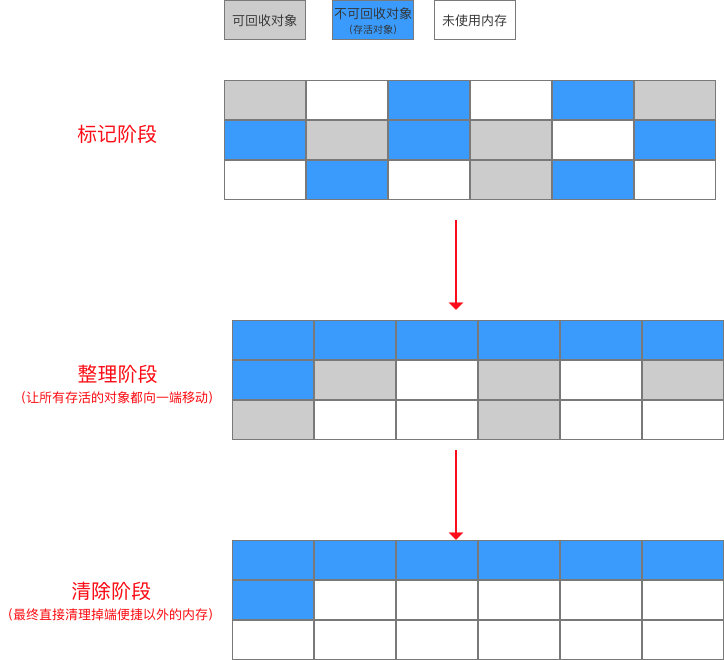 可回收对象
不可回收对象
(存活对象)
未使用内存
标记阶段
整理阶段
(让所有存活的对象都向一端移动)
清除阶段
(最终直接清理掉端便捷以外的内存)